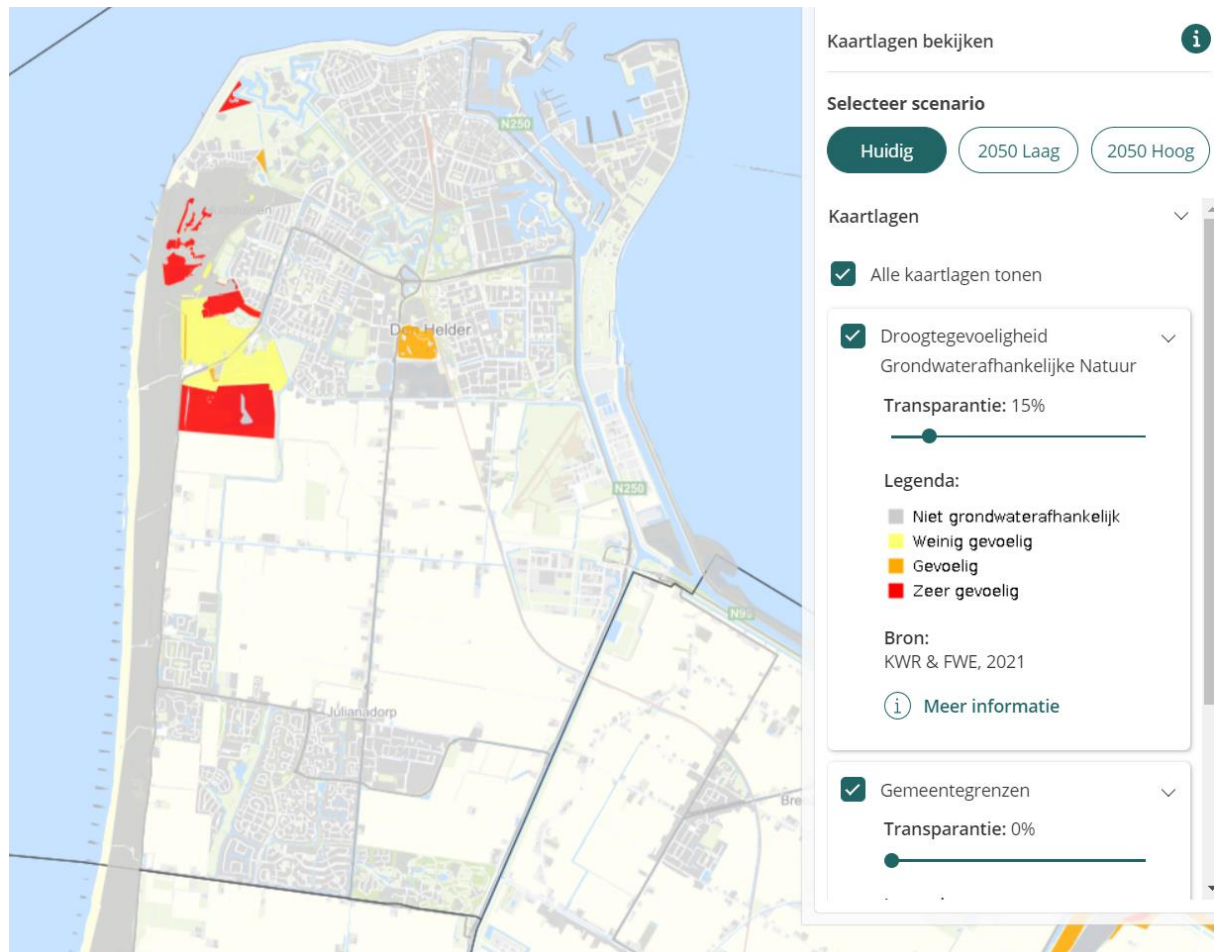 Kaartlagen bekijken
i
Selecteer scenario
Huidig
2050 Laag
2050 Hoog
Kaartlagen
Alle kaartlagen tonen
Droogtegevoeligheid
Grondwaterafhankelijke Natuur
Transparantie: 15%
Legenda:
Niet grondwaterafhankelijk
Weinig gevoelig
Gevoelig
Zeer gevoelig
Bron:
KWR & FWE, 2021
i Meer informatie
Gemeentegrenzen
Transparantie: 0%
N250
Den Helder
N250
Julianadorp